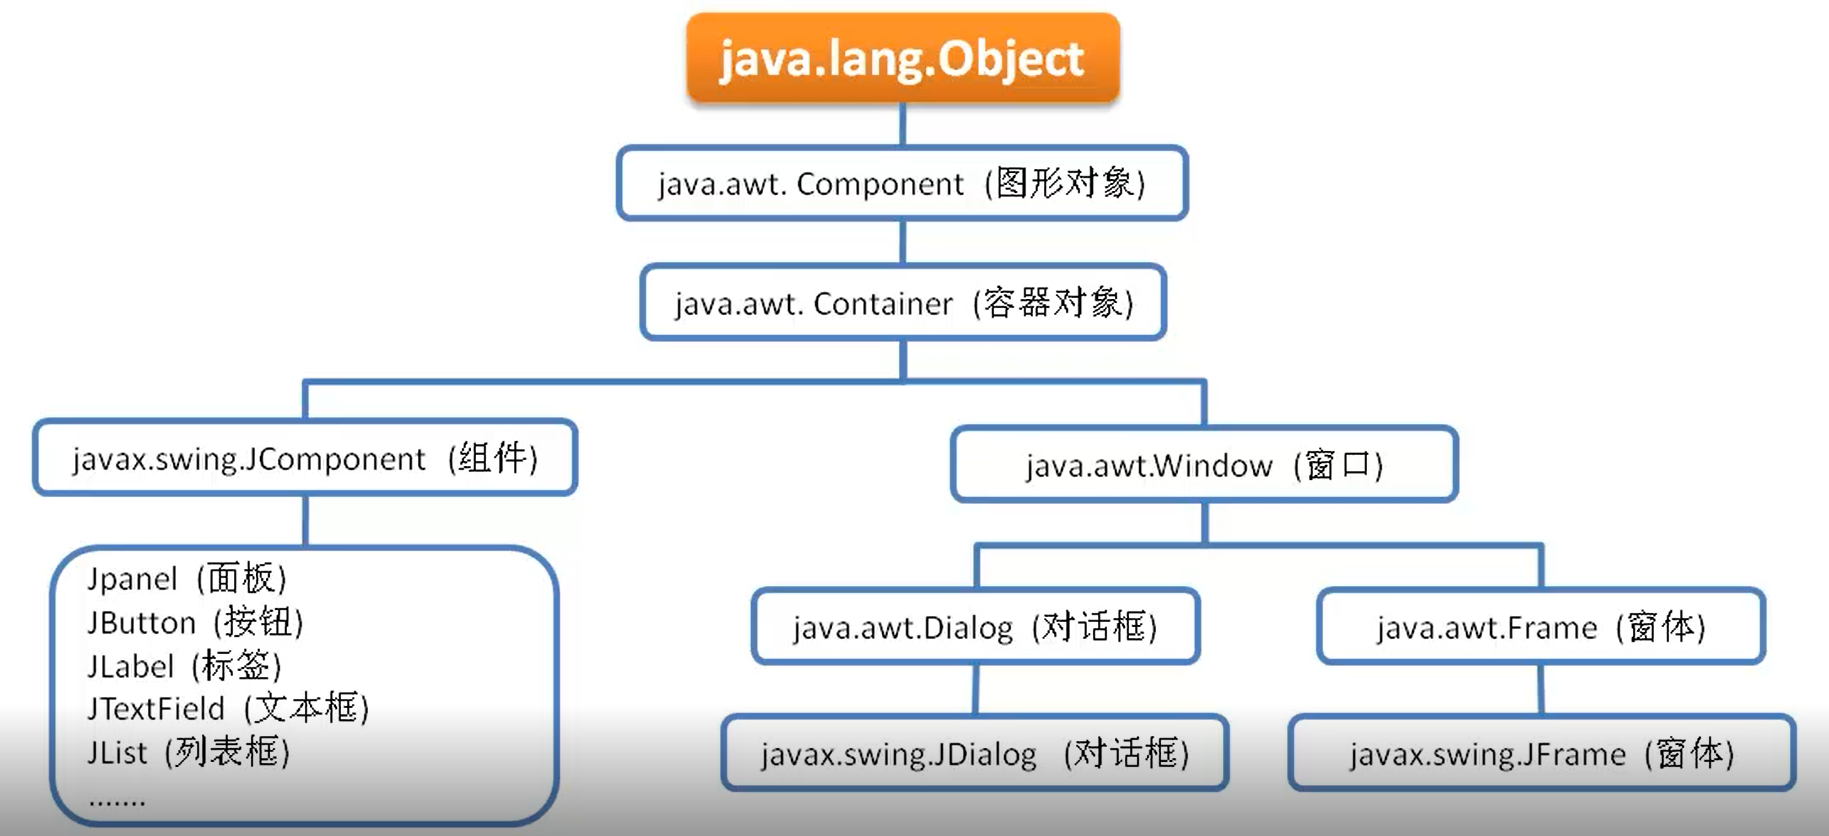 java.lang.Object
java.awt. Component (图形对象)
java.awt. Container (容器对象)
javax.swing.JComponent (组件)
java.awt.Window (窗口)
Jpanel (面板)
JButton (按钮)
JLabel (标签)
JTextField (文本框)
JList (列表框)
.......
java.awt.Dialog (对话框)
java.awt.Frame (窗体)
javax.swing.JDialog (对话框)
javax.swing.JFrame (窗体)